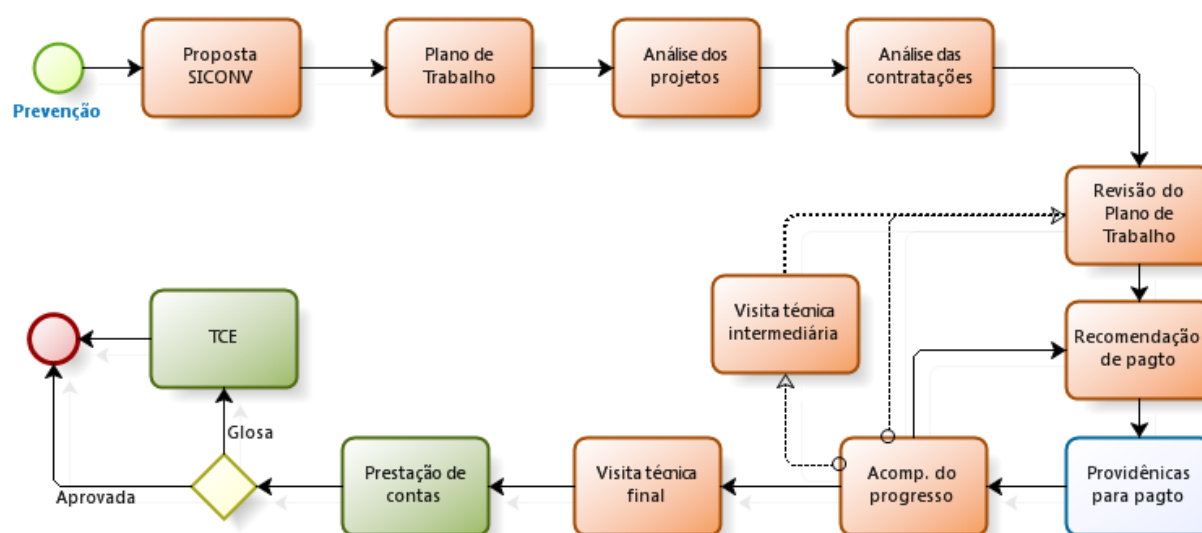 Prevenção
Proposta
SICONV
Plano de
Trabalho
Análise dos
projetos
Análise das
contratações
Revisão do
Plano de
Trabalho
Visita técnica
intermediária
Recomendação
de pagto
TCE
Glosa
Aprovada
Prestação de
contas
Visita técnica
final
Acomp. do
progresso
Providênicas
para pagto